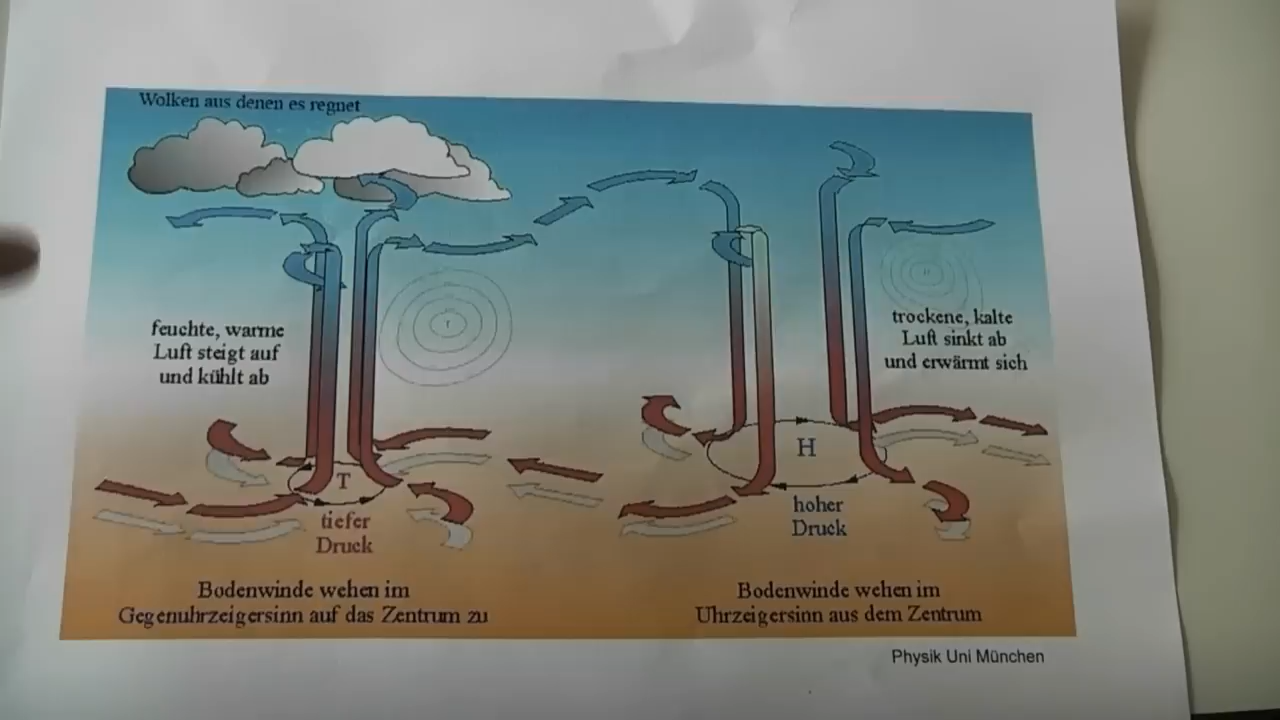 Wolken aus denen es regnet
feuchte, warme
Luft steigt auf
und kühlt ab
T
trockene, kalte
Luft sinkt ab
und erwärmt sich
T
tiefer
Druck
H
hoher
Druck
Bodenwinde wehen im
Gegenuhrzeigersinn auf das Zentrum zu
Bodenwinde wehen im
Uhrzeigersinn aus dem Zentrum
Physik Uni München